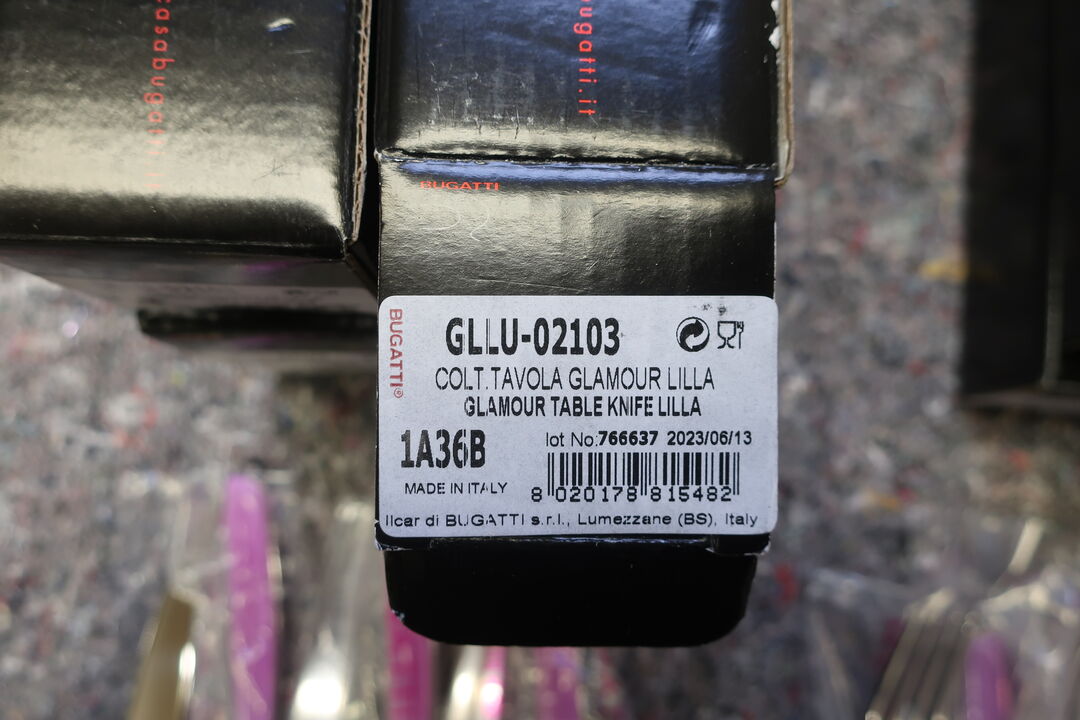 casabugatti.it
bugatti.it
BUGATTI
BUGATTI®
GLLU-02103
COLT.TAVOLA GLAMOUR LILLA
GLAMOUR TABLE KNIFE LILLA
1A36B
lot No:766637 2023/06/13
MADE IN ITALY
8 020178 815482
Ilcar di BUGATTI s.r.l., Lumezzane (BS), Italy